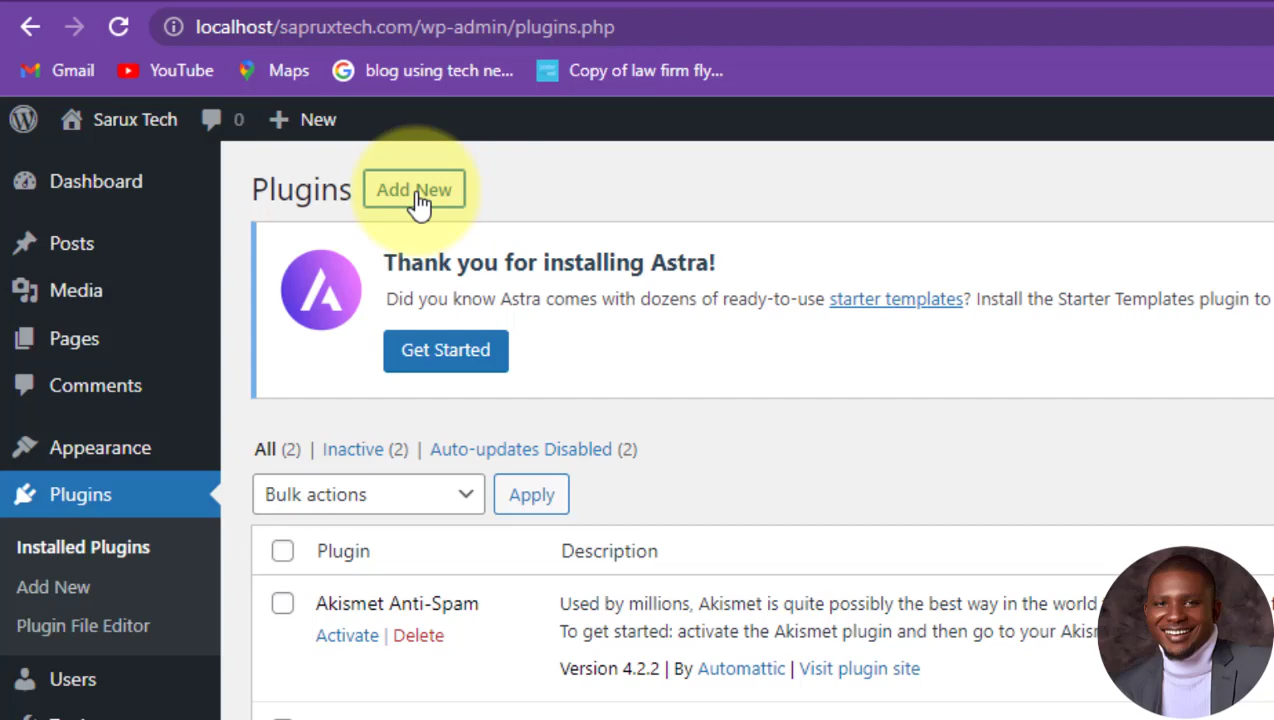 localhost/sapruxtech.com/wp-admin/plugins.php
Gmail YouTube Maps blog using tech ne... Copy of law firm fly...
Sarux Tech 0 New
Dashboard
Posts
Media
Pages
Comments
Appearance
Plugins
Installed Plugins
Add New
Plugin File Editor
Users
Plugins Add New
Thank you for installing Astra!
Did you know Astra comes with dozens of ready-to-use starter templates? Install the Starter Templates plugin to
Get Started
All (2) | Inactive (2) | Auto-updates Disabled (2)
Bulk actions Apply
Plugin Description
Akismet Anti-Spam
Activate | Delete
Used by millions, Akismet is quite possibly the best way in the world
To get started: activate the Akismet plugin and then go to your
Version 4.2.2 | By Automattic | Visit plugin site